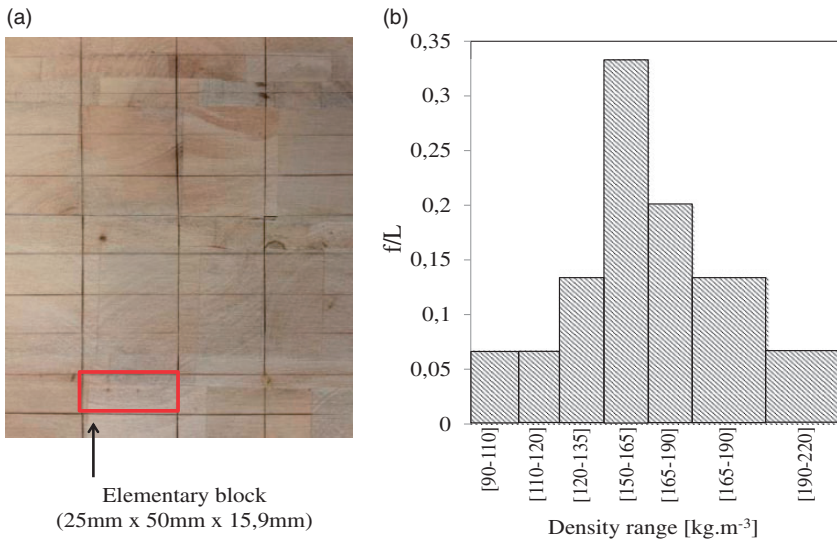 (a)
Elementary block
(25mm x 50mm x 15,9mm)
(b)
f/L
0,35
0,3
0,25
0,2
0,15
0,1
0,05
0
[90-110]
[110-120]
[120-135]
[150-165]
[165-190]
[165-190]
[190-220]
Density range [kg.m-3]